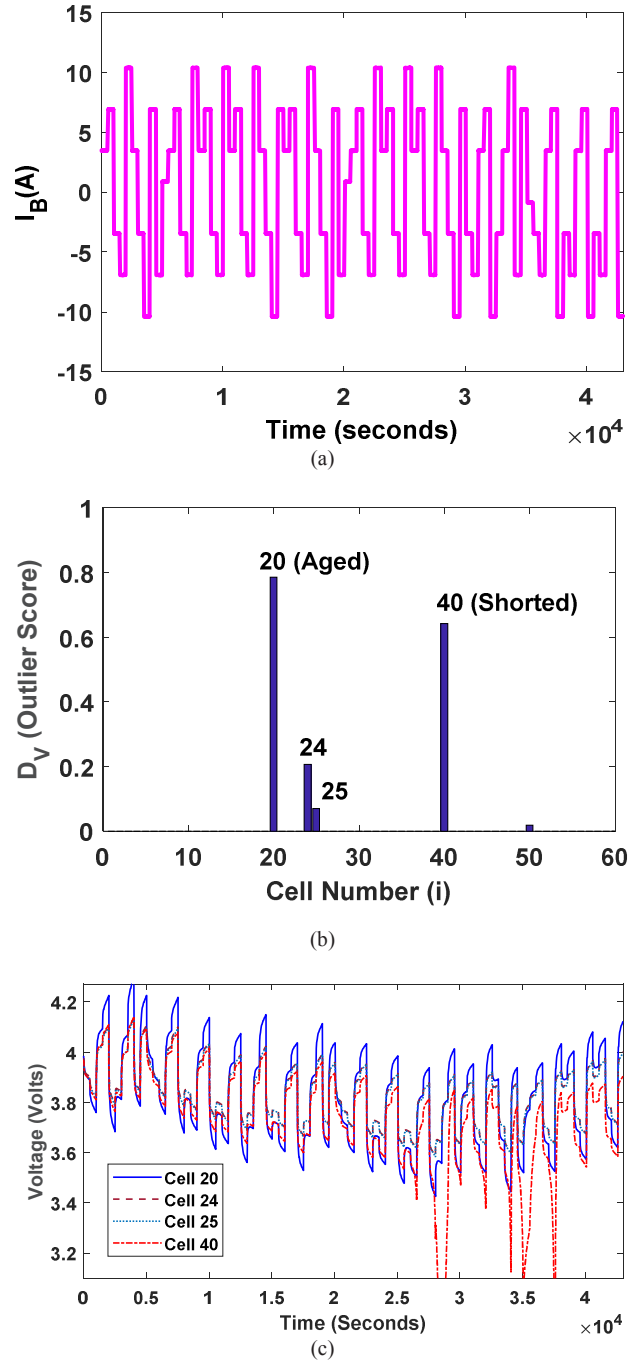 15
10
5
0
-5
-10
-15
I_B(A)
0 1 2 3 4
×10^4
Time (seconds)
(a)
1
0.8
0.6
0.4
0.2
0
D_V (Outlier Score)
20 (Aged)
40 (Shorted)
24
25
0 10 20 30 40 50 60
Cell Number (i)
(b)
4.2
4
3.8
3.6
3.4
3.2
Voltage (Volts)
Cell 20
Cell 24
Cell 25
Cell 40
0 0.5 1 1.5 2 2.5 3 3.5 4
×10^4
Time (Seconds)
(c)